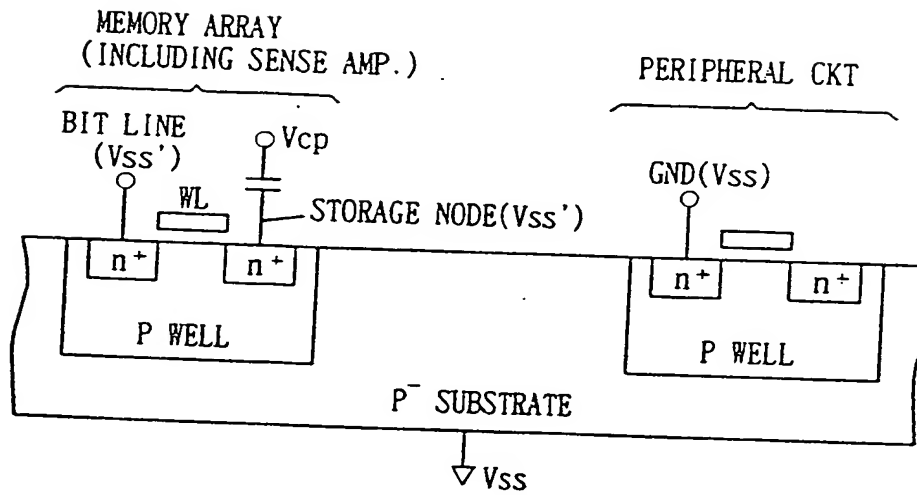 MEMORY ARRAY
(INCLUDING SENSE AMP.)
PERIPHERAL CKT
BIT LINE
(Vss')
Vcp
WL
STORAGE NODE(Vss')
GND(Vss)
n+
n+
n+
n+
P WELL
P WELL
P- SUBSTRATE
Vss